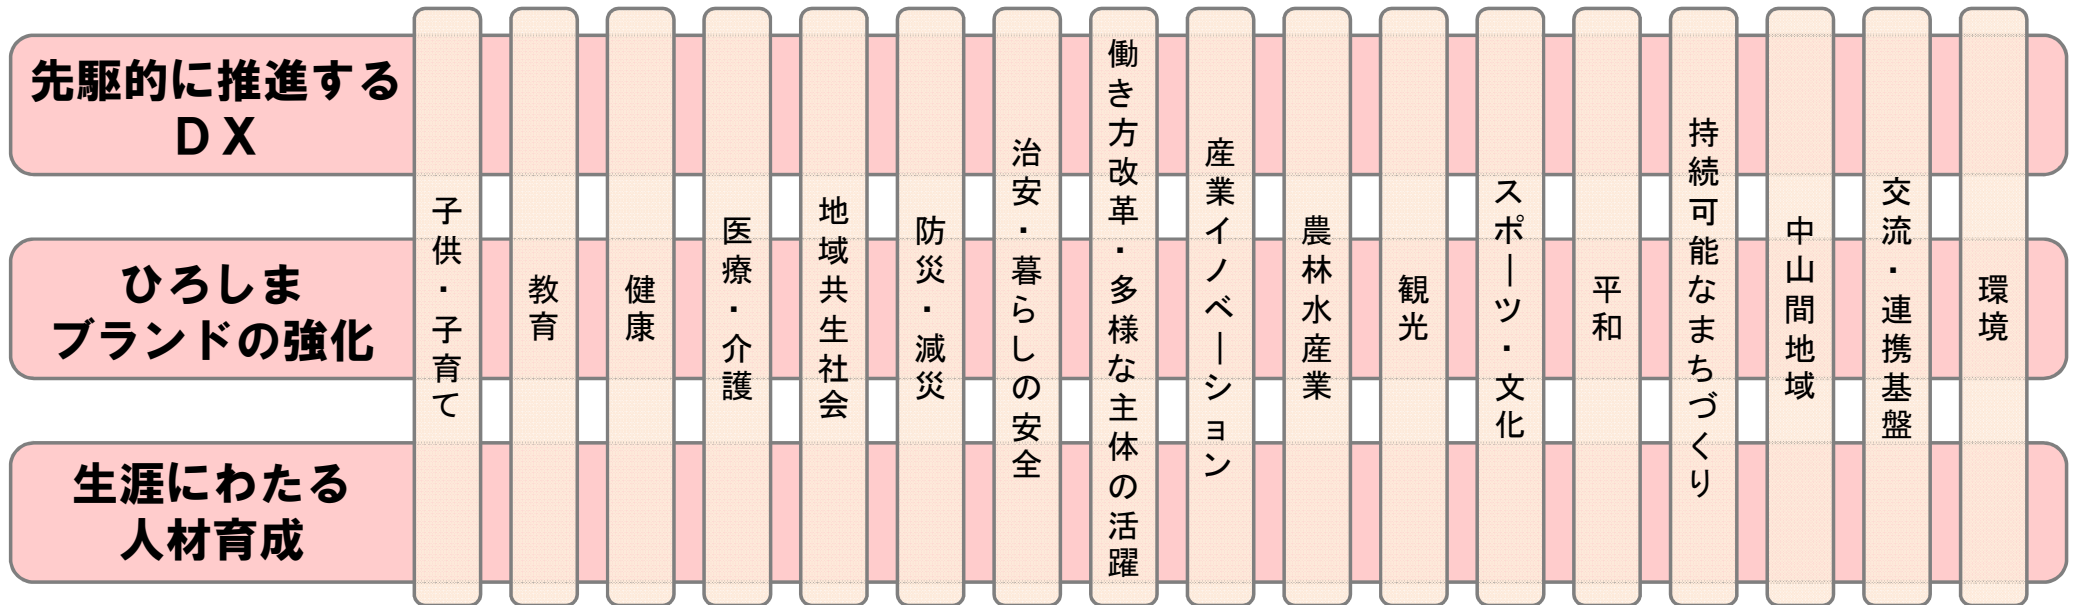 先駆的に推進する
ＤＸ
ひろしま
ブランドの強化
生涯にわたる
人材育成
子供・子育て
教育
健康
医療・介護
地域共生社会
防災・減災
治安・暮らしの安全
働き方改革・多様な主体の活躍
産業イノベーション
農林水産業
観光
スポーツ・文化
平和
持続可能なまちづくり
中山間地域
交流・連携基盤
環境